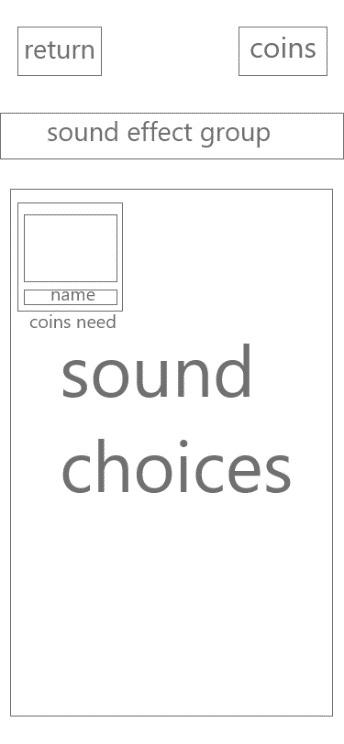 return
coins
sound effect group
name
coins need
sound
choices